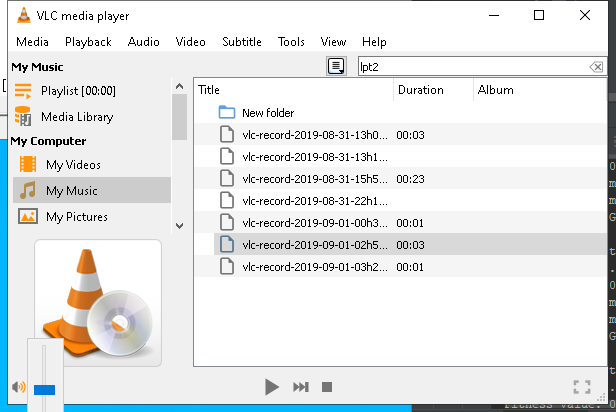 VLC media player
Media Playback Audio Video Subtitle Tools View Help
My Music
lpt2
Playlist [00:00]
Media Library
My Computer
My Videos
My Music
My Pictures
Title Duration Album
New folder
vlc-record-2019-08-31-13h0... 00:03
vlc-record-2019-08-31-13h1...
vlc-record-2019-08-31-15h5... 00:23
vlc-record-2019-08-31-22h1...
vlc-record-2019-09-01-00h3... 00:01
vlc-record-2019-09-01-02h5... 00:03
vlc-record-2019-09-01-03h2... 00:01